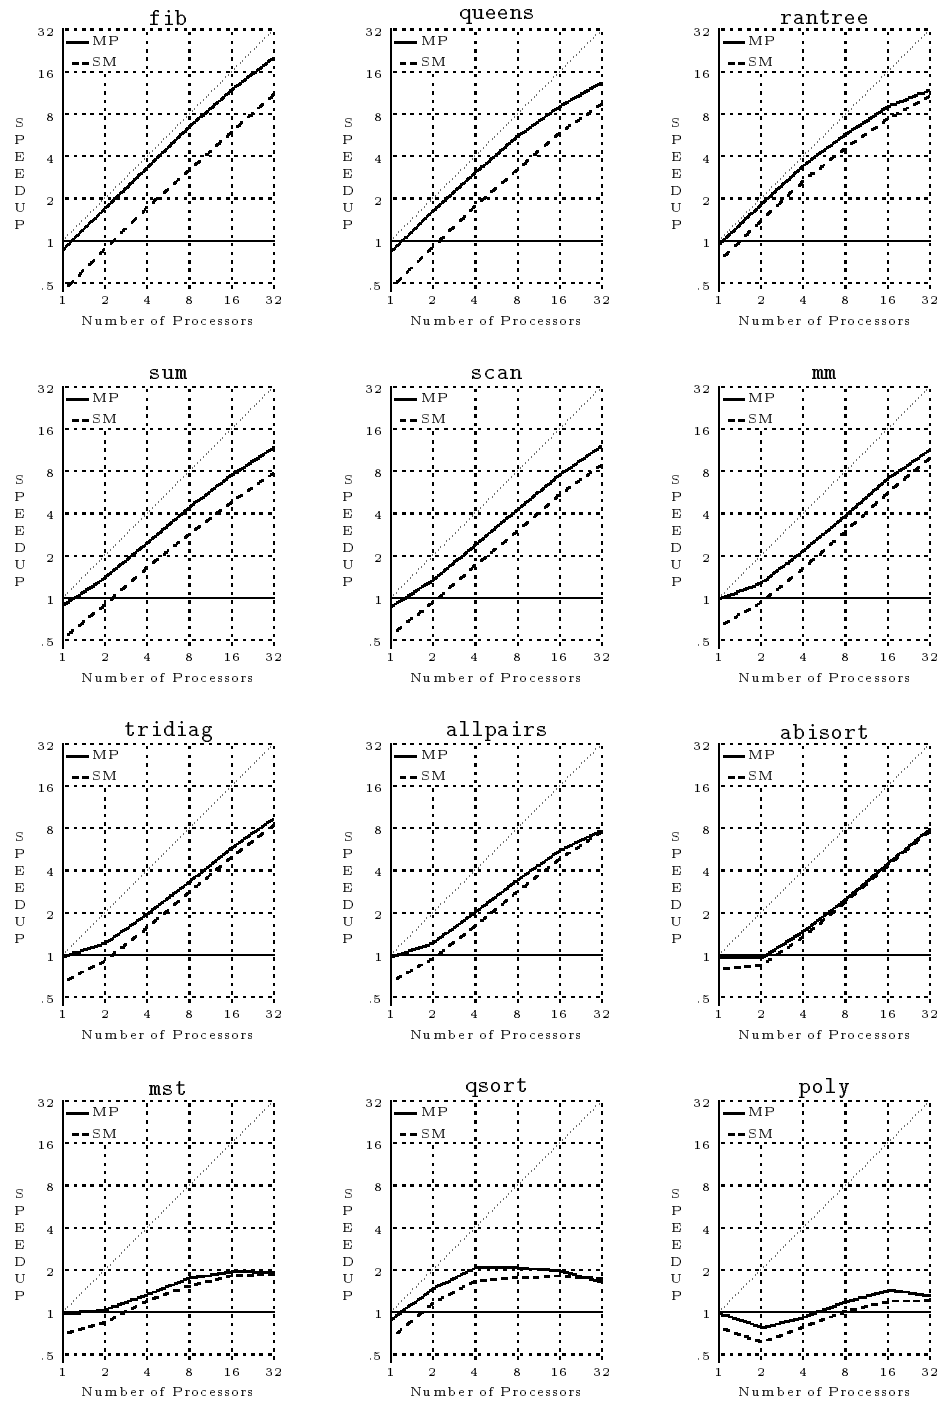 fib
32
MP
SM
16
8
4
2
1
.5
SPEEDUP
1 2 4 8 16 32
Number of Processors
queens
32
MP
SM
16
8
4
2
1
.5
SPEEDUP
1 2 4 8 16 32
Number of Processors
rantree
32
MP
SM
16
8
4
2
1
.5
SPEEDUP
1 2 4 8 16 32
Number of Processors
sum
32
MP
SM
16
8
4
2
1
.5
SPEEDUP
1 2 4 8 16 32
Number of Processors
scan
32
MP
SM
16
8
4
2
1
.5
SPEEDUP
1 2 4 8 16 32
Number of Processors
mm
32
MP
SM
16
8
4
2
1
.5
SPEEDUP
1 2 4 8 16 32
Number of Processors
tridiag
32
MP
SM
16
8
4
2
1
.5
SPEEDUP
1 2 4 8 16 32
Number of Processors
allpairs
32
MP
SM
16
8
4
2
1
.5
SPEEDUP
1 2 4 8 16 32
Number of Processors
abisort
32
MP
SM
16
8
4
2
1
.5
SPEEDUP
1 2 4 8 16 32
Number of Processors
mst
32
MP
SM
16
8
4
2
1
.5
SPEEDUP
1 2 4 8 16 32
Number of Processors
qsort
32
MP
SM
16
8
4
2
1
.5
SPEEDUP
1 2 4 8 16 32
Number of Processors
poly
32
MP
SM
16
8
4
2
1
.5
SPEEDUP
1 2 4 8 16 32
Number of Processors